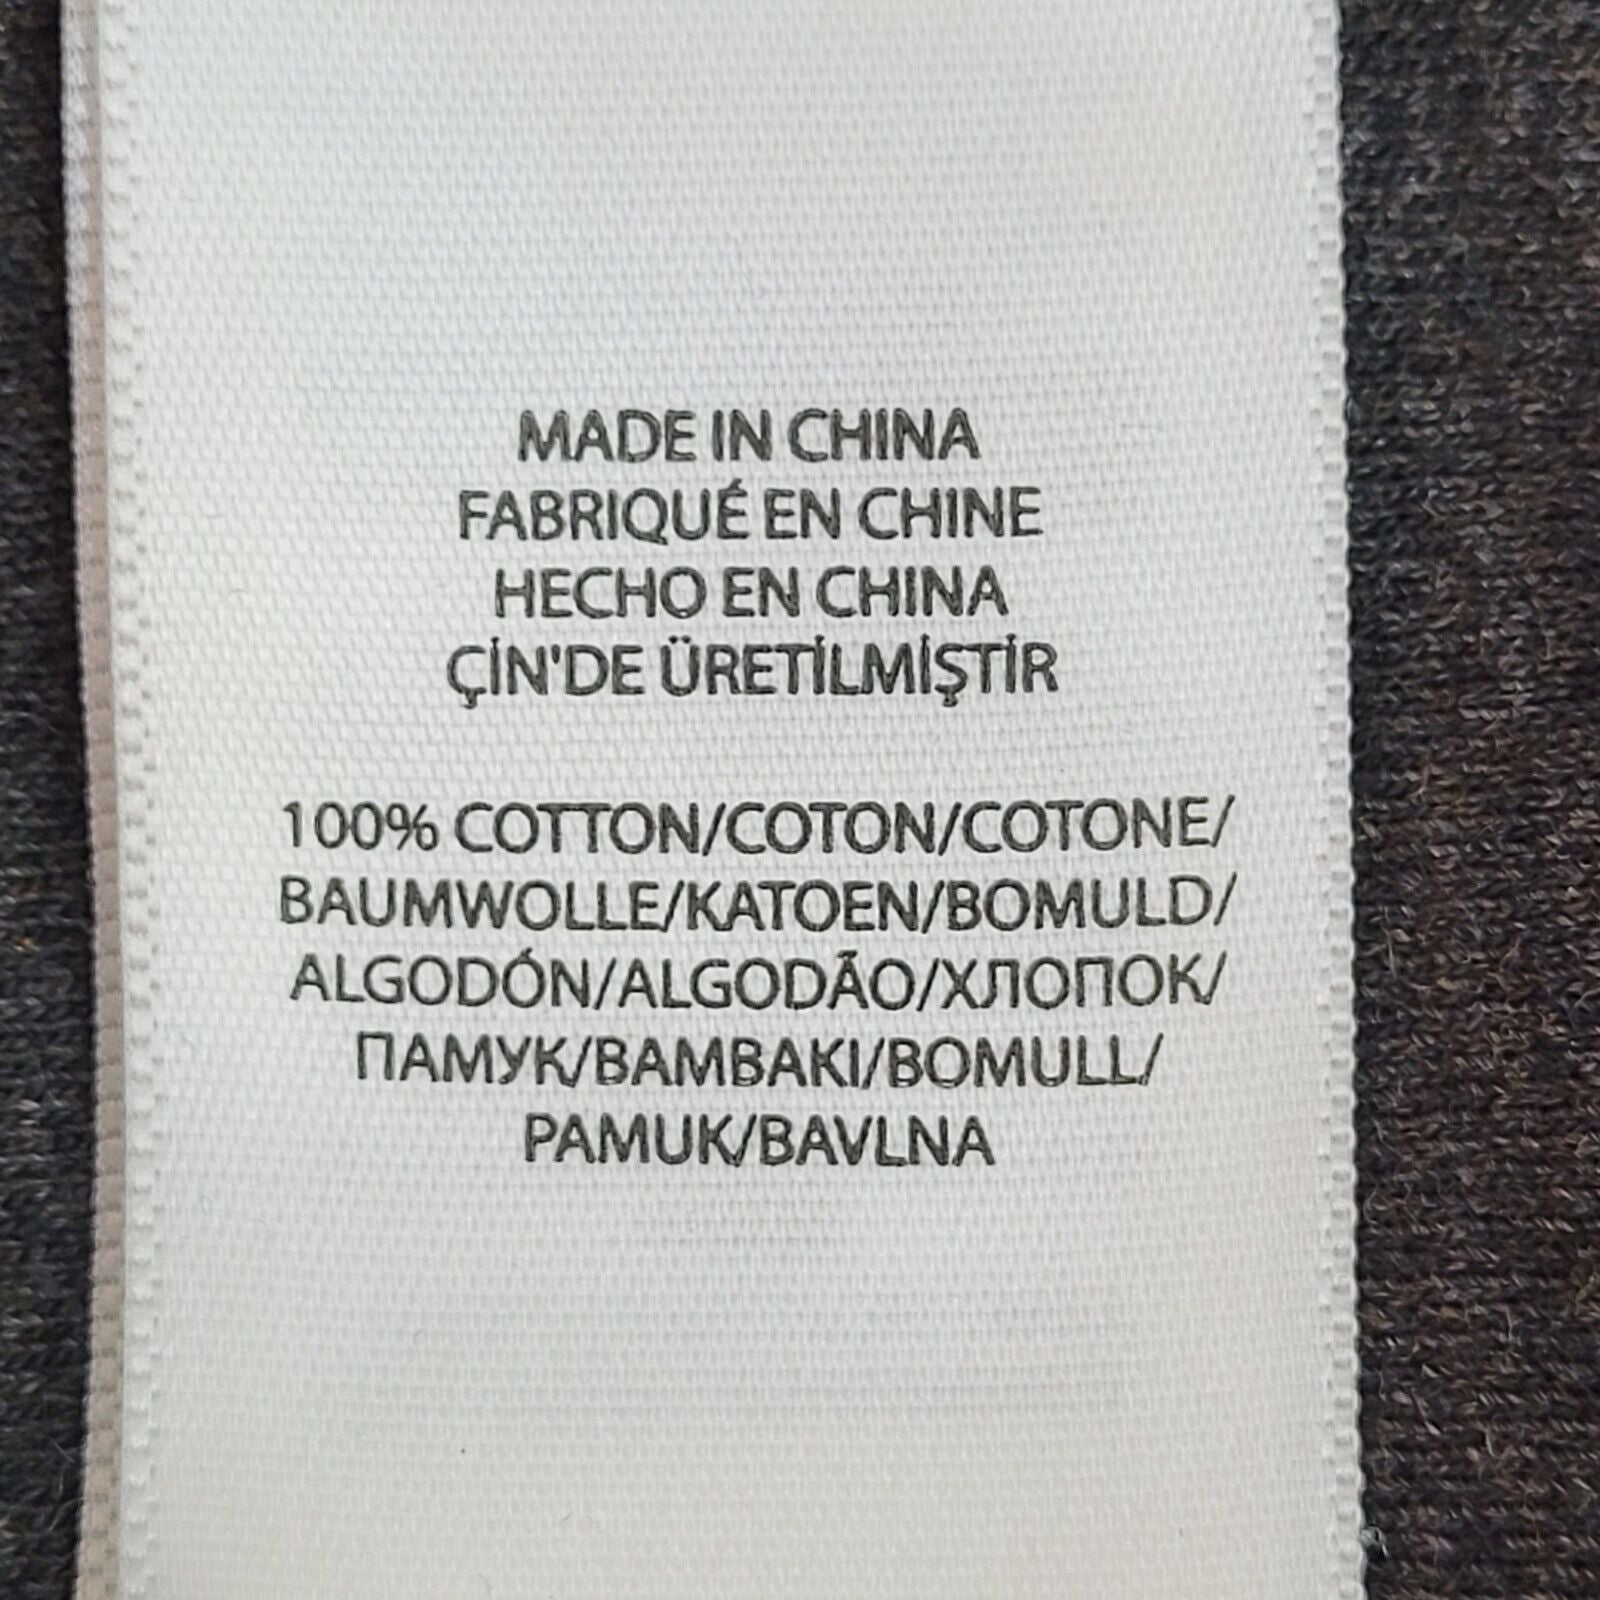 MADE IN CHINA
FABRIQUÉ EN CHINE
HECHO EN CHINA
ÇİN'DE ÜRETİLMİŞTİR
100% COTTON/COTON/COTONE/
BAUMWOLLE/KATOEN/BOMULD/
ALGODÓN/ALGODÃO/ХЛОПОК/
ПАМУК/ΒΑΜΒΑΚΙ/BOMULL/
PAMUK/BAVLNA